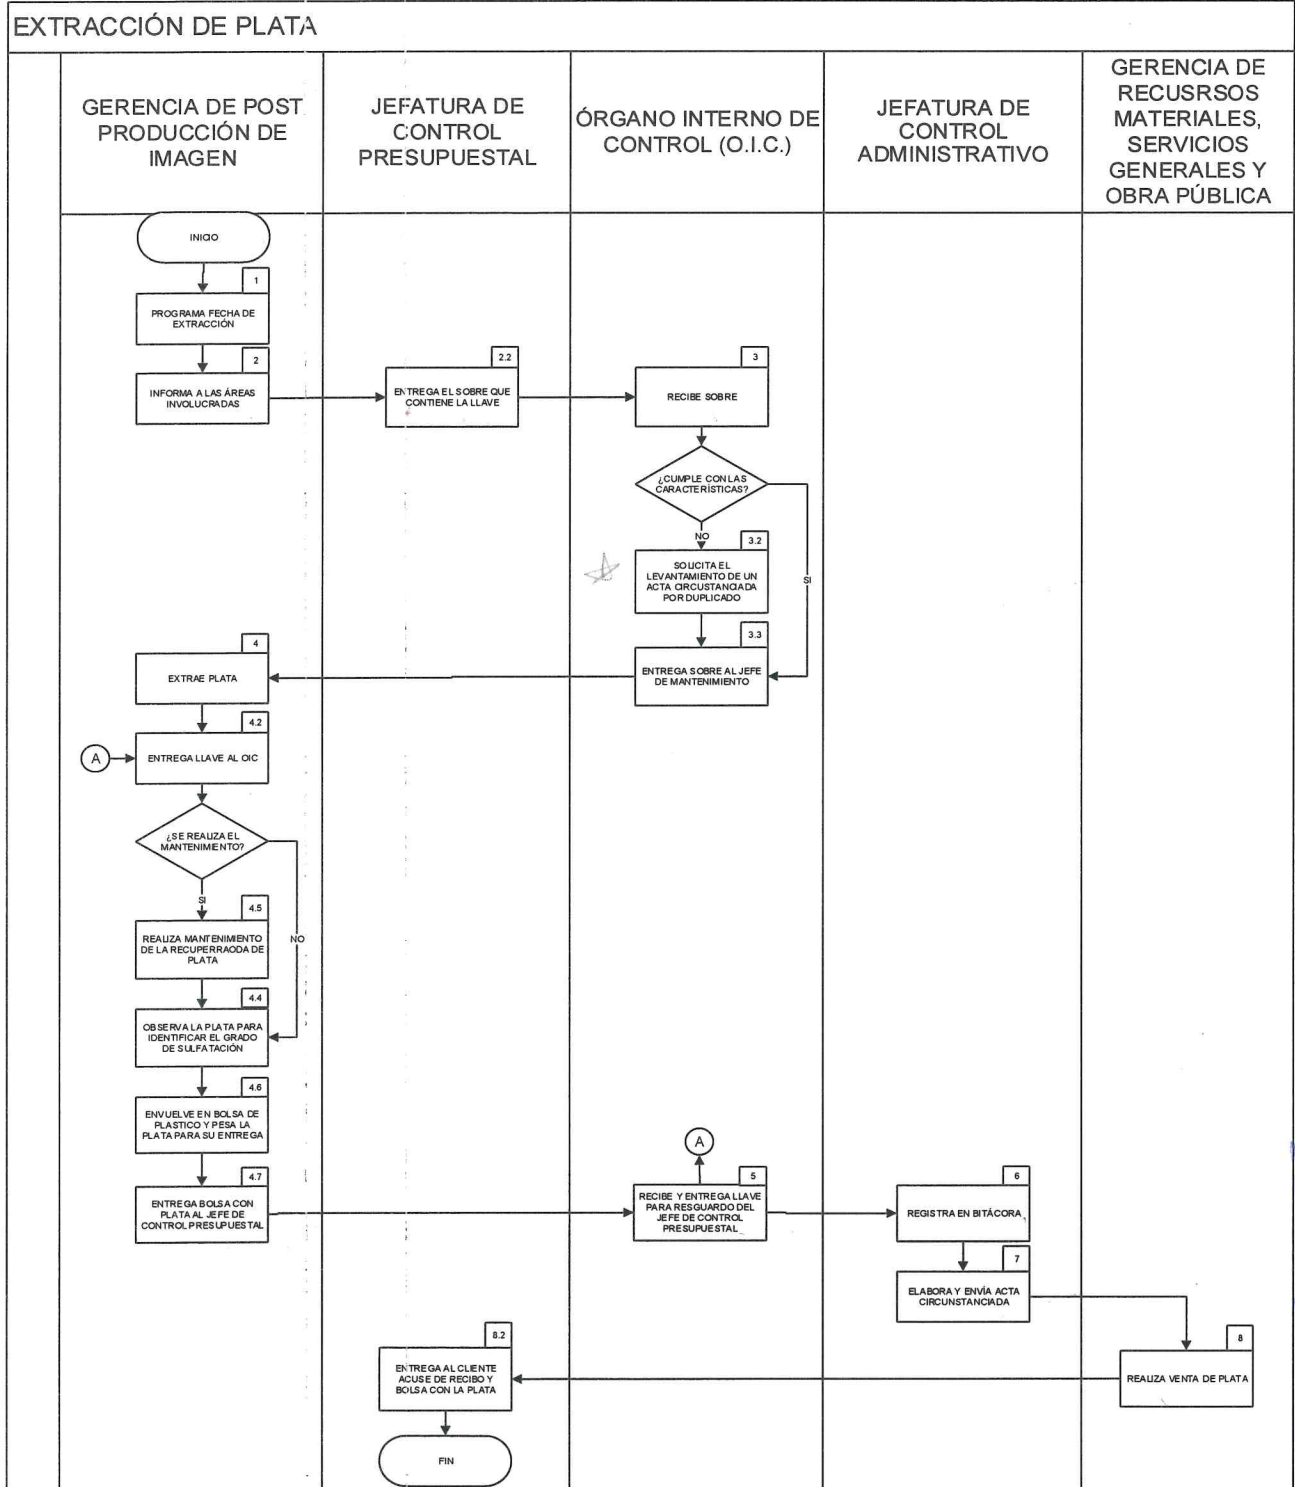 EXTRACCIÓN DE PLATA
GERENCIA DE POST
PRODUCCIÓN DE
IMAGEN
JEFATURA DE
CONTROL
PRESUPUESTAL
ÓRGANO INTERNO DE
CONTROL (O.I.C.)
JEFATURA DE
CONTROL
ADMINISTRATIVO
GERENCIA DE
RECUSRSOS
MATERIALES,
SERVICIOS
GENERALES Y
OBRA PÚBLICA
INICIO
1
PROGRAMA FECHA DE
EXTRACCIÓN
2
INFORMA A LAS ÁREAS
INVOLUCRADAS
2.2
ENTREGA EL SOBRE QUE
CONTIENE LA LLAVE
3
RECIBE SOBRE
¿CUMPLE CON LAS
CARACTERÍSTICAS?
NO
SI
3.2
SOLICITA EL
LEVANTAMIENTO DE UN
ACTA CIRCUSTANCIADA
POR DUPLICADO
3.3
ENTREGA SOBRE AL JEFE
DE MANTENIMIENTO
4
EXTRAE PLATA
4.2
A
ENTREGA LLAVE AL OIC
¿SE REALIZA EL
MANTENIMIENTO?
SI
NO
4.5
REALIZA MANTENIMIENTO
DE LA RECUPERRAODA DE
PLATA
4.4
OBSERVA LA PLATA PARA
IDENTIFICAR EL GRADO
DE SULFATACIÓN
4.6
ENVUELVE EN BOLSA DE
PLASTICO Y PESA LA
PLATA PARA SU ENTREGA
4.7
ENTREGA BOLSA CON
PLATA AL JEFE DE
CONTROL PRESUPUESTAL
A
5
RECIBE Y ENTREGA LLAVE
PARA RESGUARDO DEL
JEFE DE CONTROL
PRESUPUESTAL
6
REGISTRA EN BITÁCORA
7
ELABORA Y ENVÍA ACTA
CIRCUNSTANCIADA
8
REALIZA VENTA DE PLATA
8.2
ENTREGA AL CLIENTE
ACUSE DE RECIBO Y
BOLSA CON LA PLATA
FIN